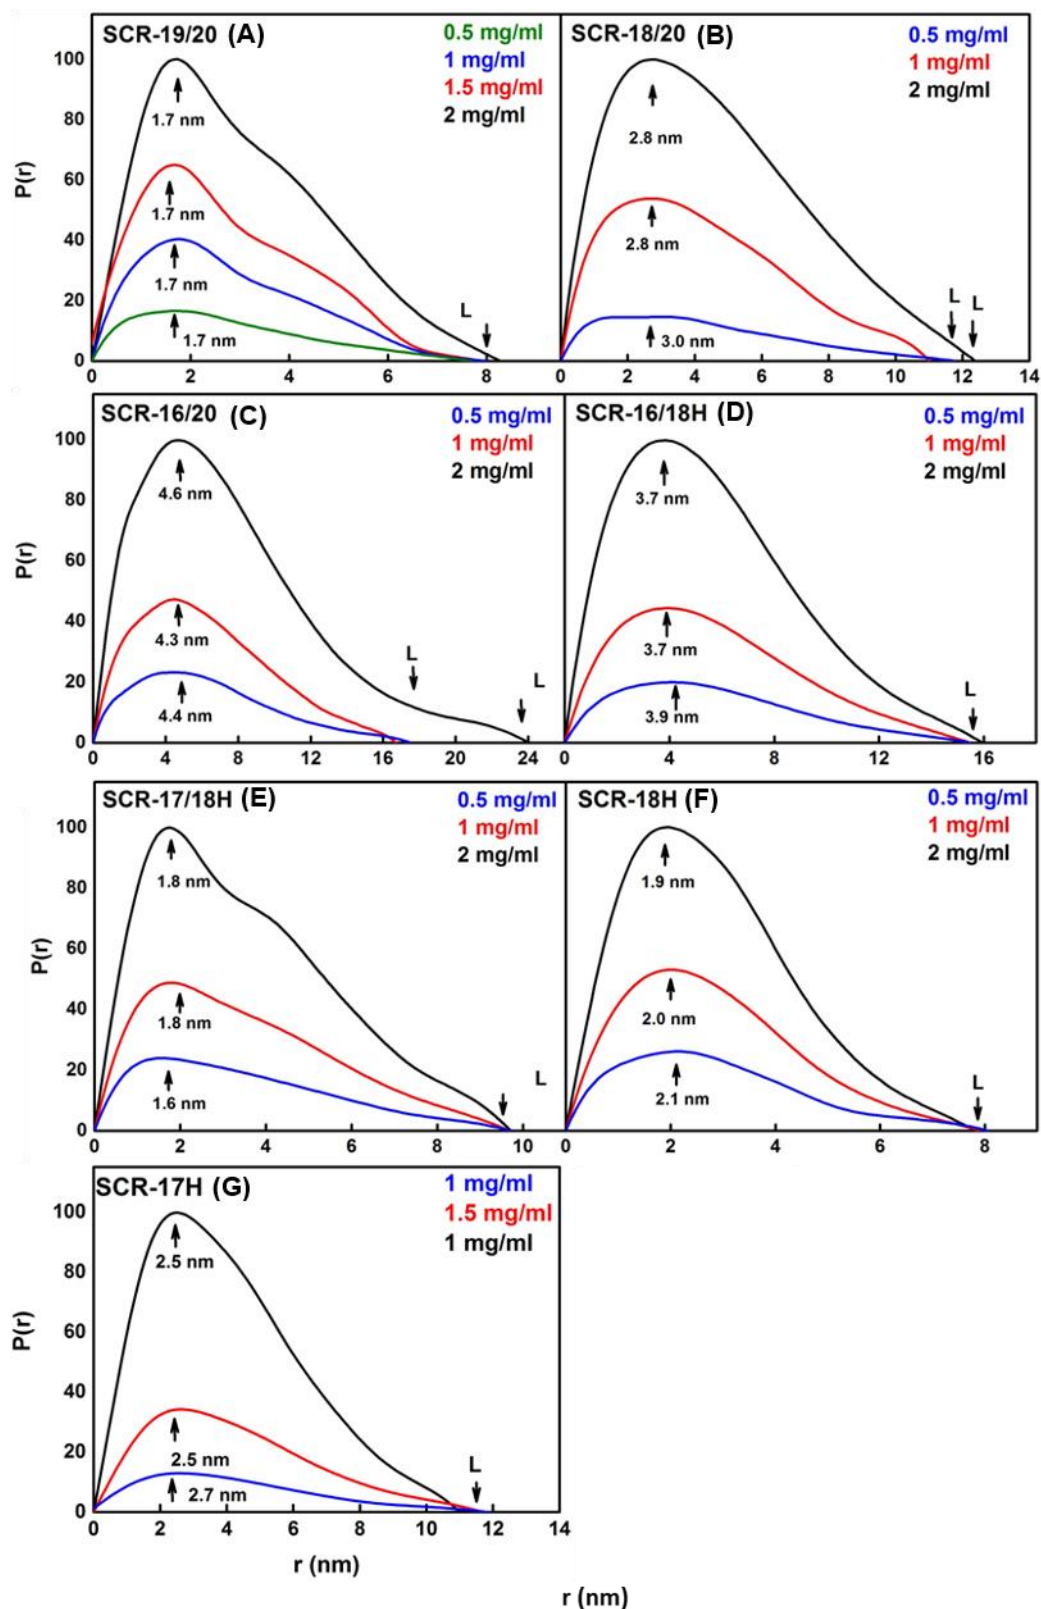 SCR-19/20 (A)
0.5 mg/ml
1 mg/ml
1.5 mg/ml
2 mg/ml
P(r)
100
80
60
40
20
0
1.7 nm
1.7 nm
1.7 nm
1.7 nm
L
0 2 4 6 8
SCR-18/20 (B)
0.5 mg/ml
1 mg/ml
2 mg/ml
2.8 nm
2.8 nm
3.0 nm
L L
0 2 4 6 8 10 12 14
SCR-16/20 (C)
0.5 mg/ml
1 mg/ml
2 mg/ml
P(r)
100
80
60
40
20
0
4.6 nm
4.3 nm
4.4 nm
L
L
0 4 8 12 16 20 24
SCR-16/18H (D)
0.5 mg/ml
1 mg/ml
2 mg/ml
3.7 nm
3.7 nm
3.9 nm
L
0 4 8 12 16
SCR-17/18H (E)
0.5 mg/ml
1 mg/ml
2 mg/ml
P(r)
100
80
60
40
20
0
1.8 nm
1.8 nm
1.6 nm
L
0 2 4 6 8 10
SCR-18H (F)
0.5 mg/ml
1 mg/ml
2 mg/ml
1.9 nm
2.0 nm
2.1 nm
L
0 2 4 6 8
SCR-17H (G)
1 mg/ml
1.5 mg/ml
1 mg/ml
P(r)
100
80
60
40
20
0
2.5 nm
2.5 nm
2.7 nm
L
0 2 4 6 8 10 12 14
r (nm)
r (nm)